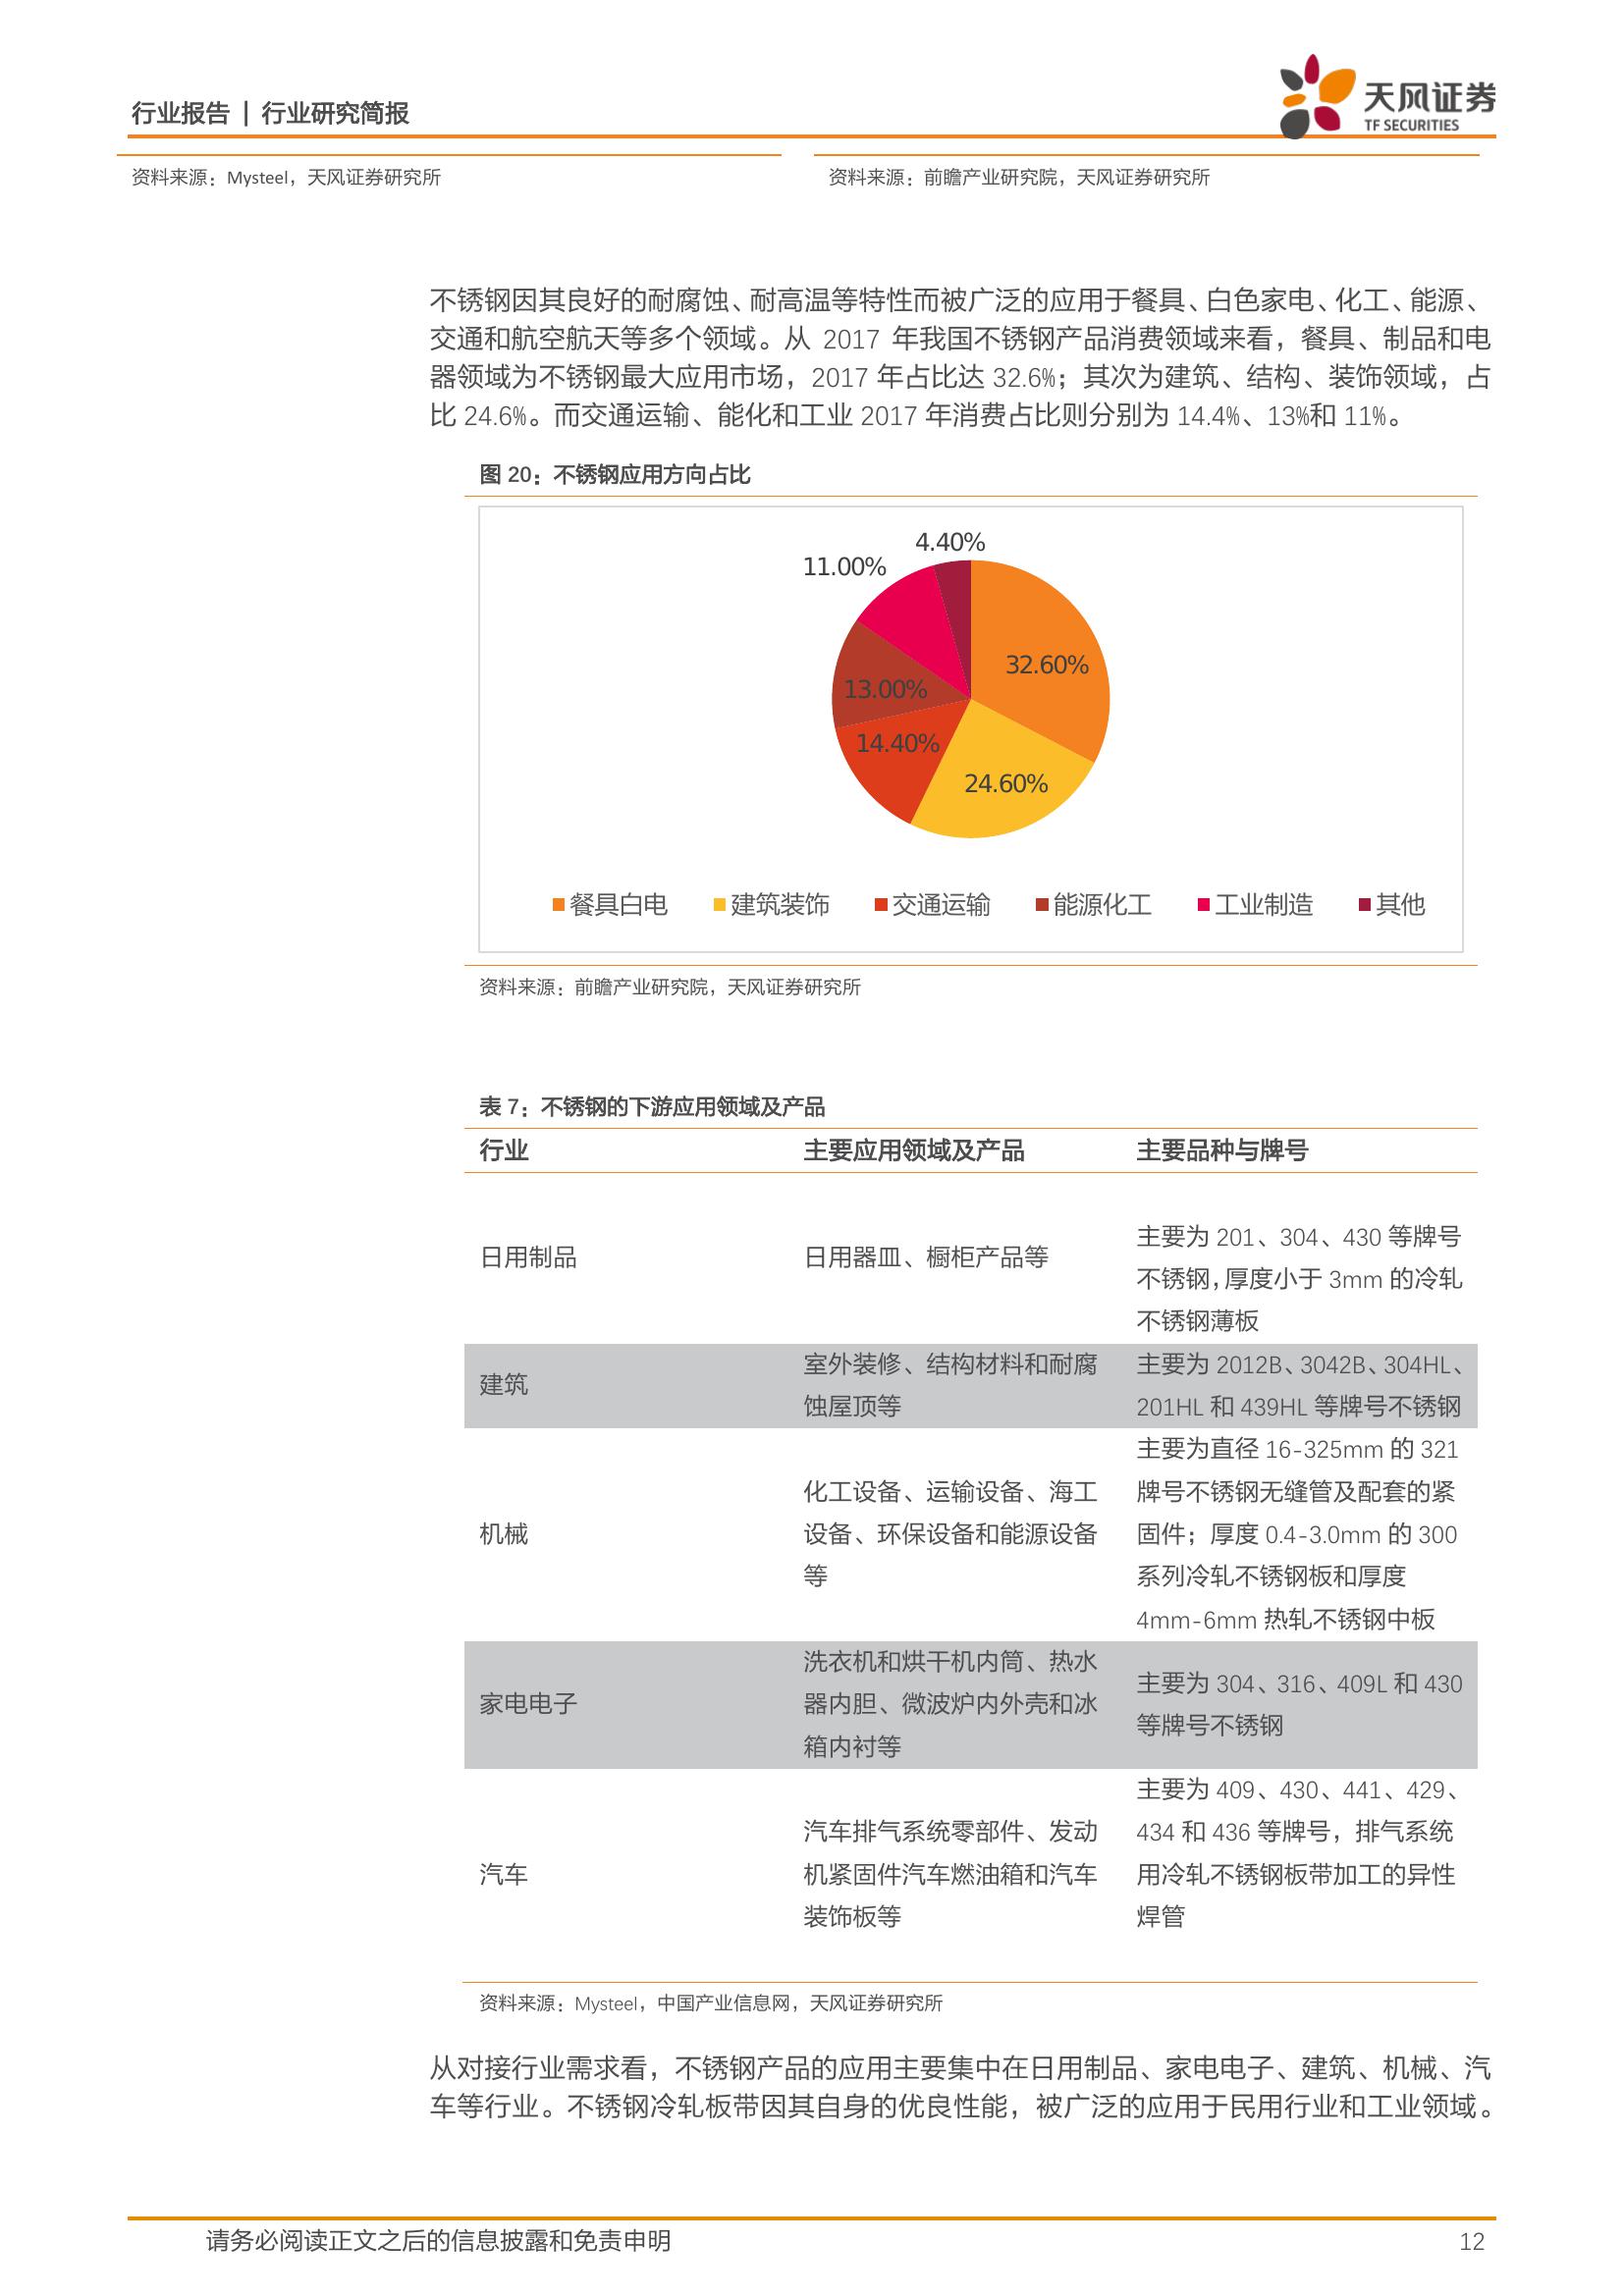 行业报告 | 行业研究简报
天风证券
TF SECURITIES
资料来源：Mysteel，天风证券研究所
资料来源：前瞻产业研究院，天风证券研究所
不锈钢因其良好的耐腐蚀、耐高温等特性而被广泛的应用于餐具、白色家电、化工、能源、
交通和航空航天等多个领域。从 2017 年我国不锈钢产品消费领域来看，餐具、制品和电
器领域为不锈钢最大应用市场，2017 年占比达 32.6%；其次为建筑、结构、装饰领域，占
比 24.6%。而交通运输、能化和工业 2017 年消费占比则分别为 14.4%、13%和 11%。
图 20：不锈钢应用方向占比
4.40%
11.00%
32.60%
13.00%
14.40%
24.60%
餐具白电 建筑装饰 交通运输 能源化工 工业制造 其他
资料来源：前瞻产业研究院，天风证券研究所
表 7：不锈钢的下游应用领域及产品
行业 主要应用领域及产品 主要品种与牌号
日用制品
日用器皿、橱柜产品等
主要为 201、304、430 等牌号
不锈钢，厚度小于 3mm 的冷轧
不锈钢薄板
建筑
室外装修、结构材料和耐腐
蚀屋顶等
主要为 2012B、3042B、304HL、
201HL 和 439HL 等牌号不锈钢
机械
化工设备、运输设备、海工
设备、环保设备和能源设备
等
主要为直径 16-325mm 的 321
牌号不锈钢无缝管及配套的紧
固件；厚度 0.4-3.0mm 的 300
系列冷轧不锈钢板和厚度
4mm-6mm 热轧不锈钢中板
家电电子
洗衣机和烘干机内筒、热水
器内胆、微波炉内外壳和冰
箱内衬等
主要为 304、316、409L 和 430
等牌号不锈钢
汽车
汽车排气系统零部件、发动
机紧固件汽车燃油箱和汽车
装饰板等
主要为 409、430、441、429、
434 和 436 等牌号，排气系统
用冷轧不锈钢板带加工的异性
焊管
资料来源：Mysteel，中国产业信息网，天风证券研究所
从对接行业需求看，不锈钢产品的应用主要集中在日用制品、家电电子、建筑、机械、汽
车等行业。不锈钢冷轧板带因其自身的优良性能，被广泛的应用于民用行业和工业领域。
请务必阅读正文之后的信息披露和免责申明
12